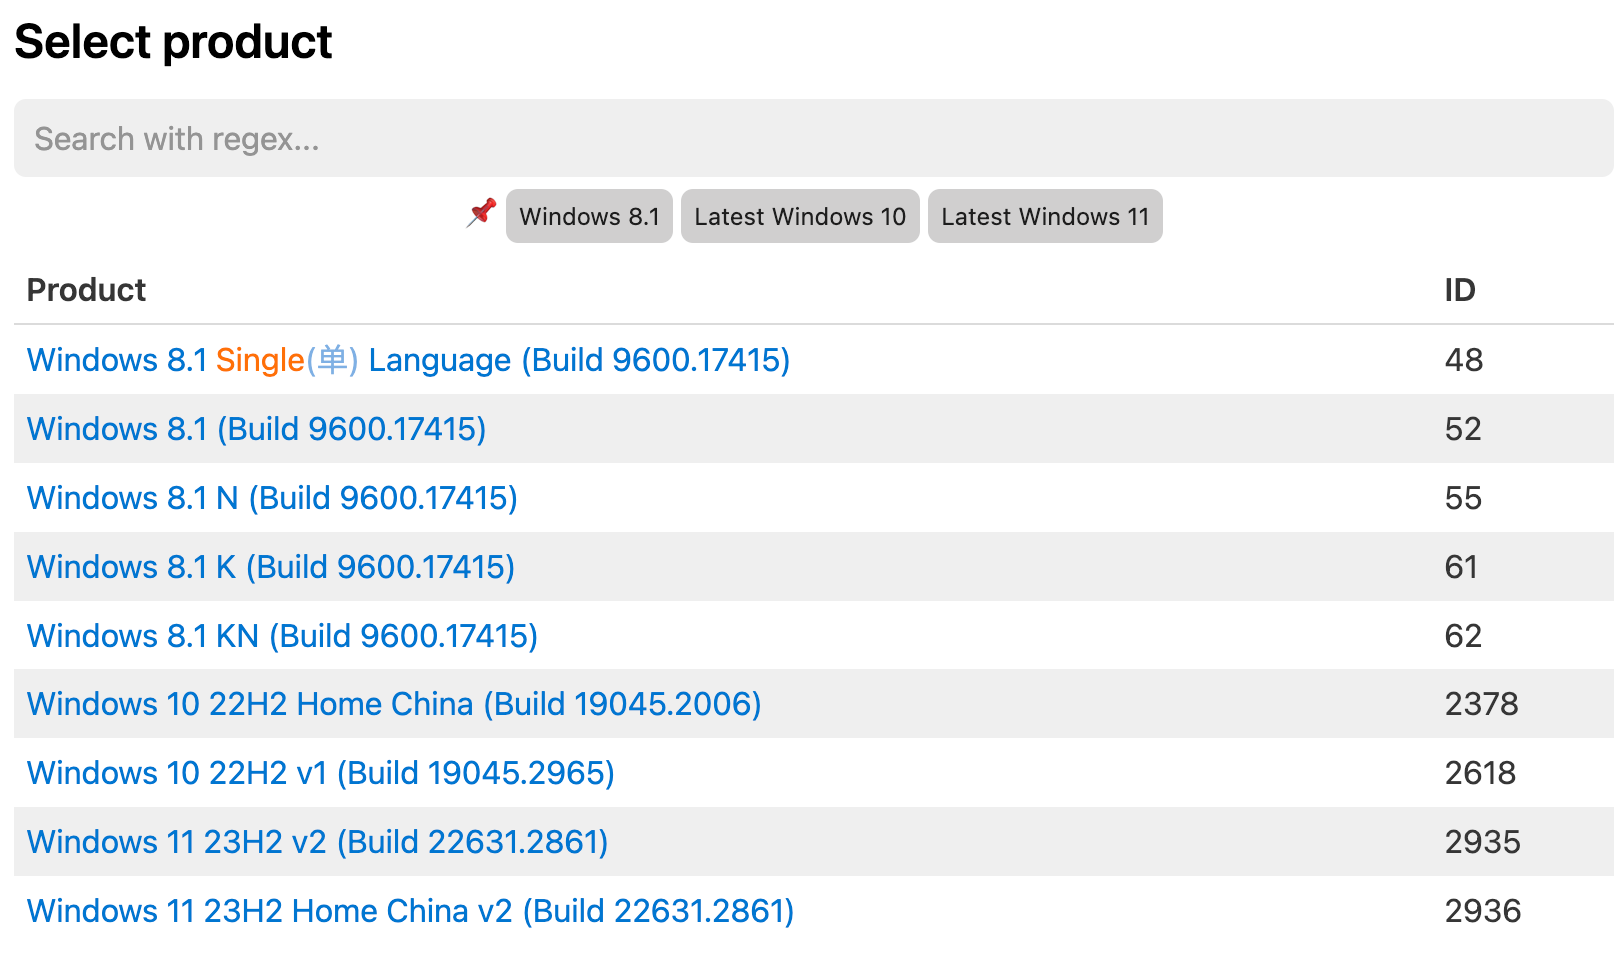 Select product
Search with regex...
📌 Windows 8.1 Latest Windows 10 Latest Windows 11
Product ID
Windows 8.1 Single(单) Language (Build 9600.17415) 48
Windows 8.1 (Build 9600.17415) 52
Windows 8.1 N (Build 9600.17415) 55
Windows 8.1 K (Build 9600.17415) 61
Windows 8.1 KN (Build 9600.17415) 62
Windows 10 22H2 Home China (Build 19045.2006) 2378
Windows 10 22H2 v1 (Build 19045.2965) 2618
Windows 11 23H2 v2 (Build 22631.2861) 2935
Windows 11 23H2 Home China v2 (Build 22631.2861) 2936